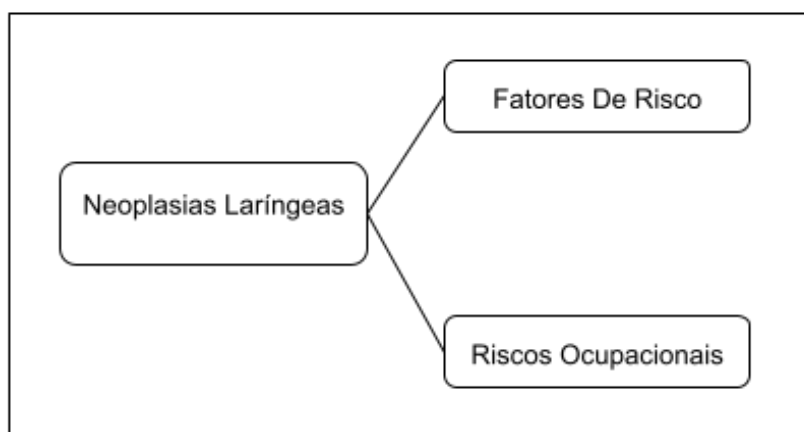 Fatores De Risco
Neoplasias Laríngeas
Riscos Ocupacionais